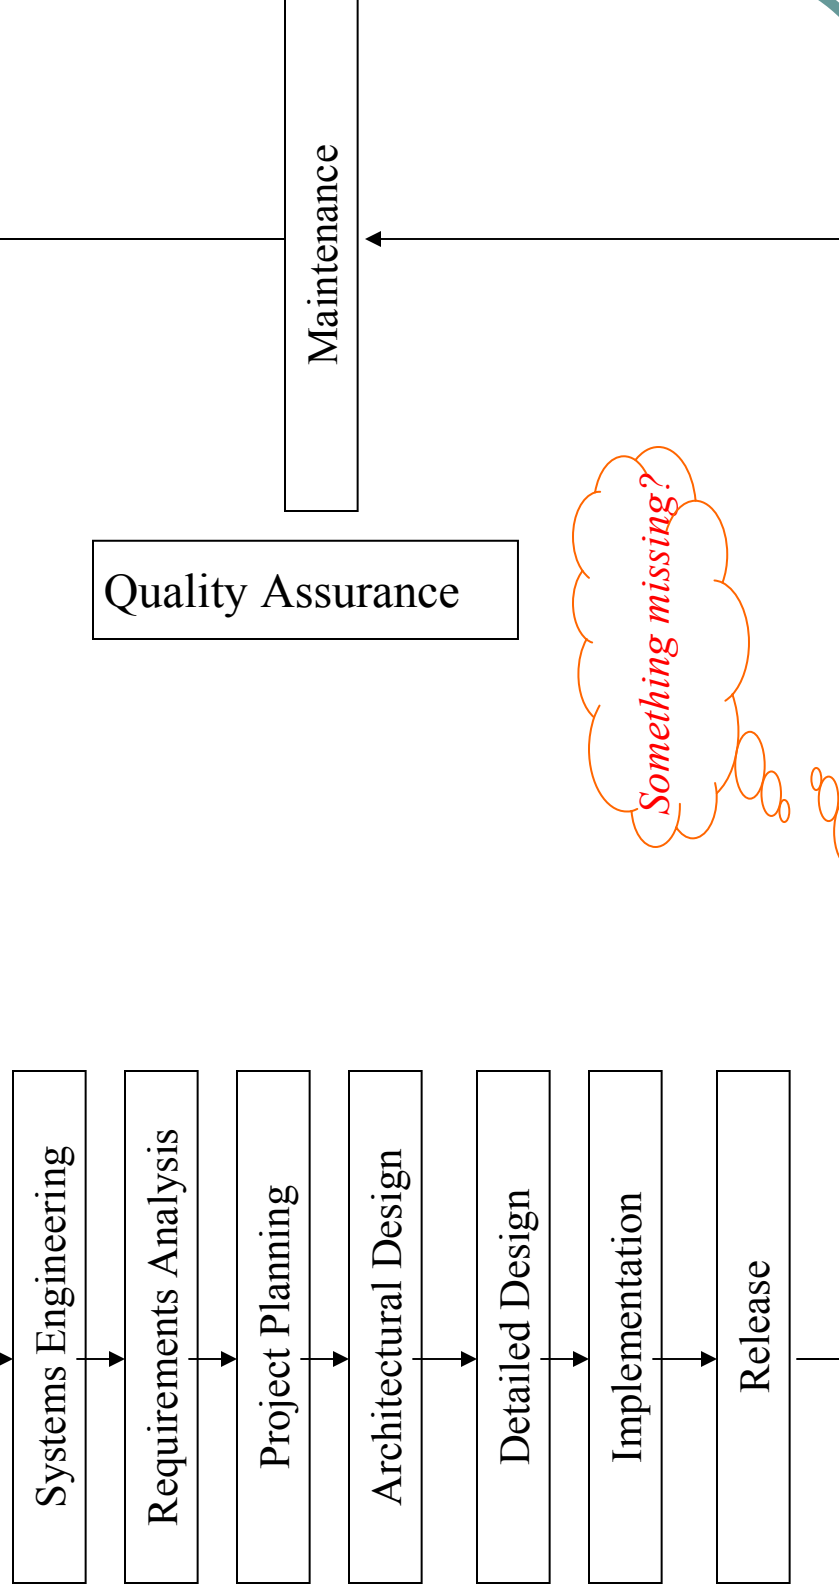 Maintenance
Quality Assurance
Something missing?
Systems Engineering
Requirements Analysis
Project Planning
Architectural Design
Detailed Design
Implementation
Release